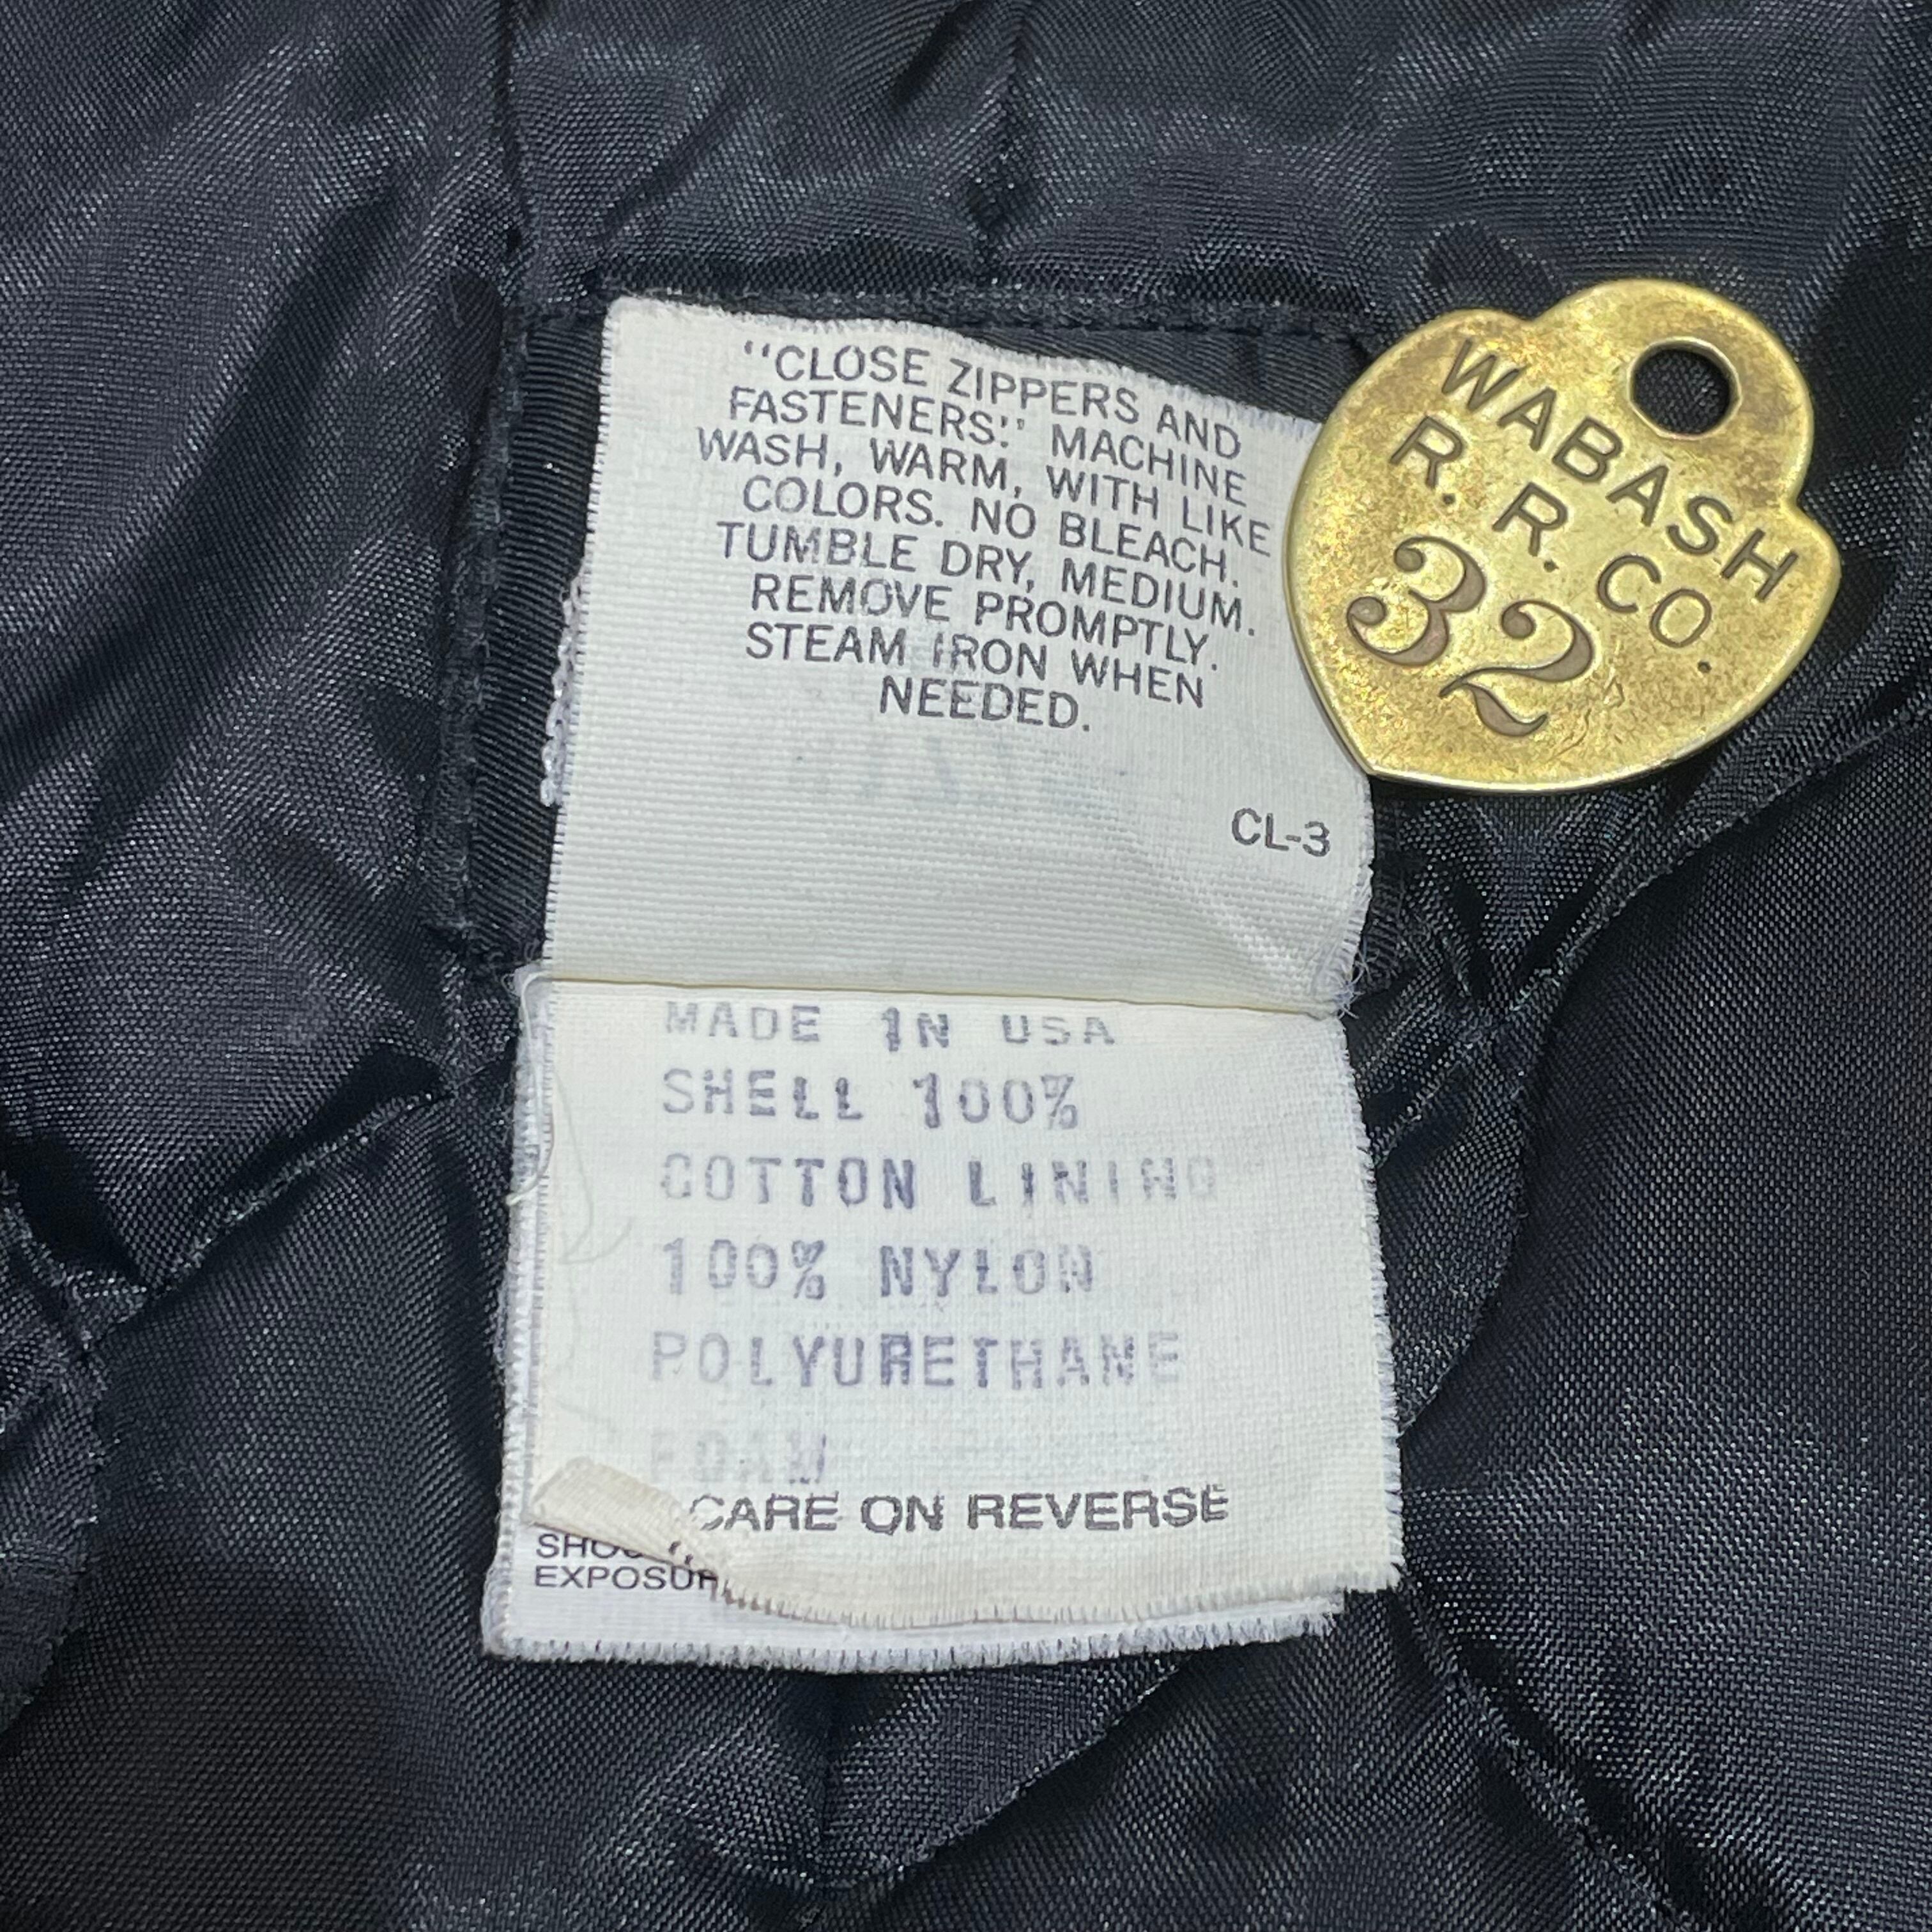 "CLOSE ZIPPERS AND
FASTENERS." MACHINE
WASH, WARM, WITH LIKE
COLORS. NO BLEACH.
TUMBLE DRY, MEDIUM.
REMOVE PROMPTLY.
STEAM IRON WHEN
NEEDED.
CL-3
WABASH
R. R. CO.
32
MADE IN USA
SHELL 100%
COTTON LINING
100% NYLON
POLYURETHANE
FOAM
CARE ON REVERSE